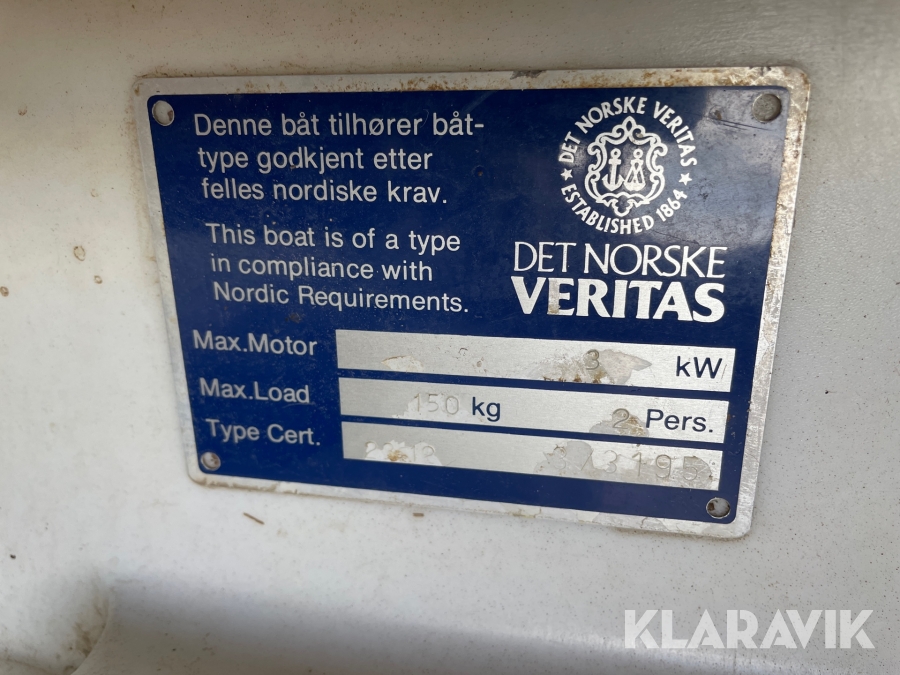 Denne båt tilhører båt-
type godkjent etter
felles nordiske krav.
This boat is of a type
in compliance with
Nordic Requirements.
DET NORSKE VERITAS
ESTABLISHED 1864
DET NORSKE
VERITAS
Max.Motor 3 kW
Max.Load 150 kg 2 Pers.
Type Cert.
KLARAVIK